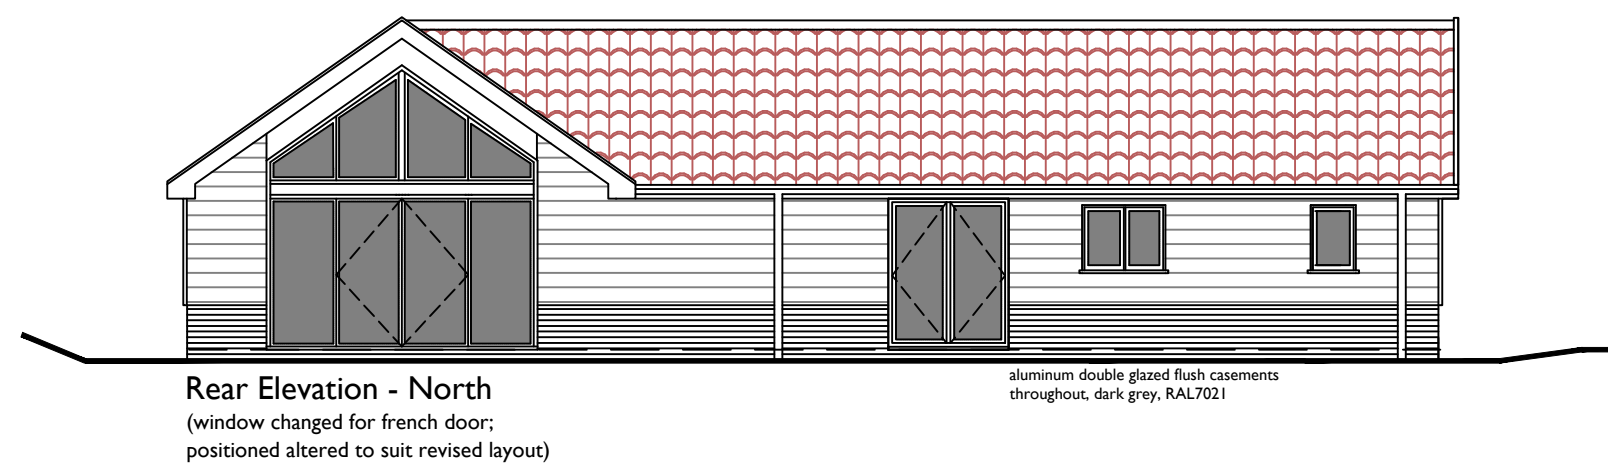 Rear Elevation - North
(window changed for french door;
positioned altered to suit revised layout)
aluminum double glazed flush casements
throughout, dark grey, RAL7021